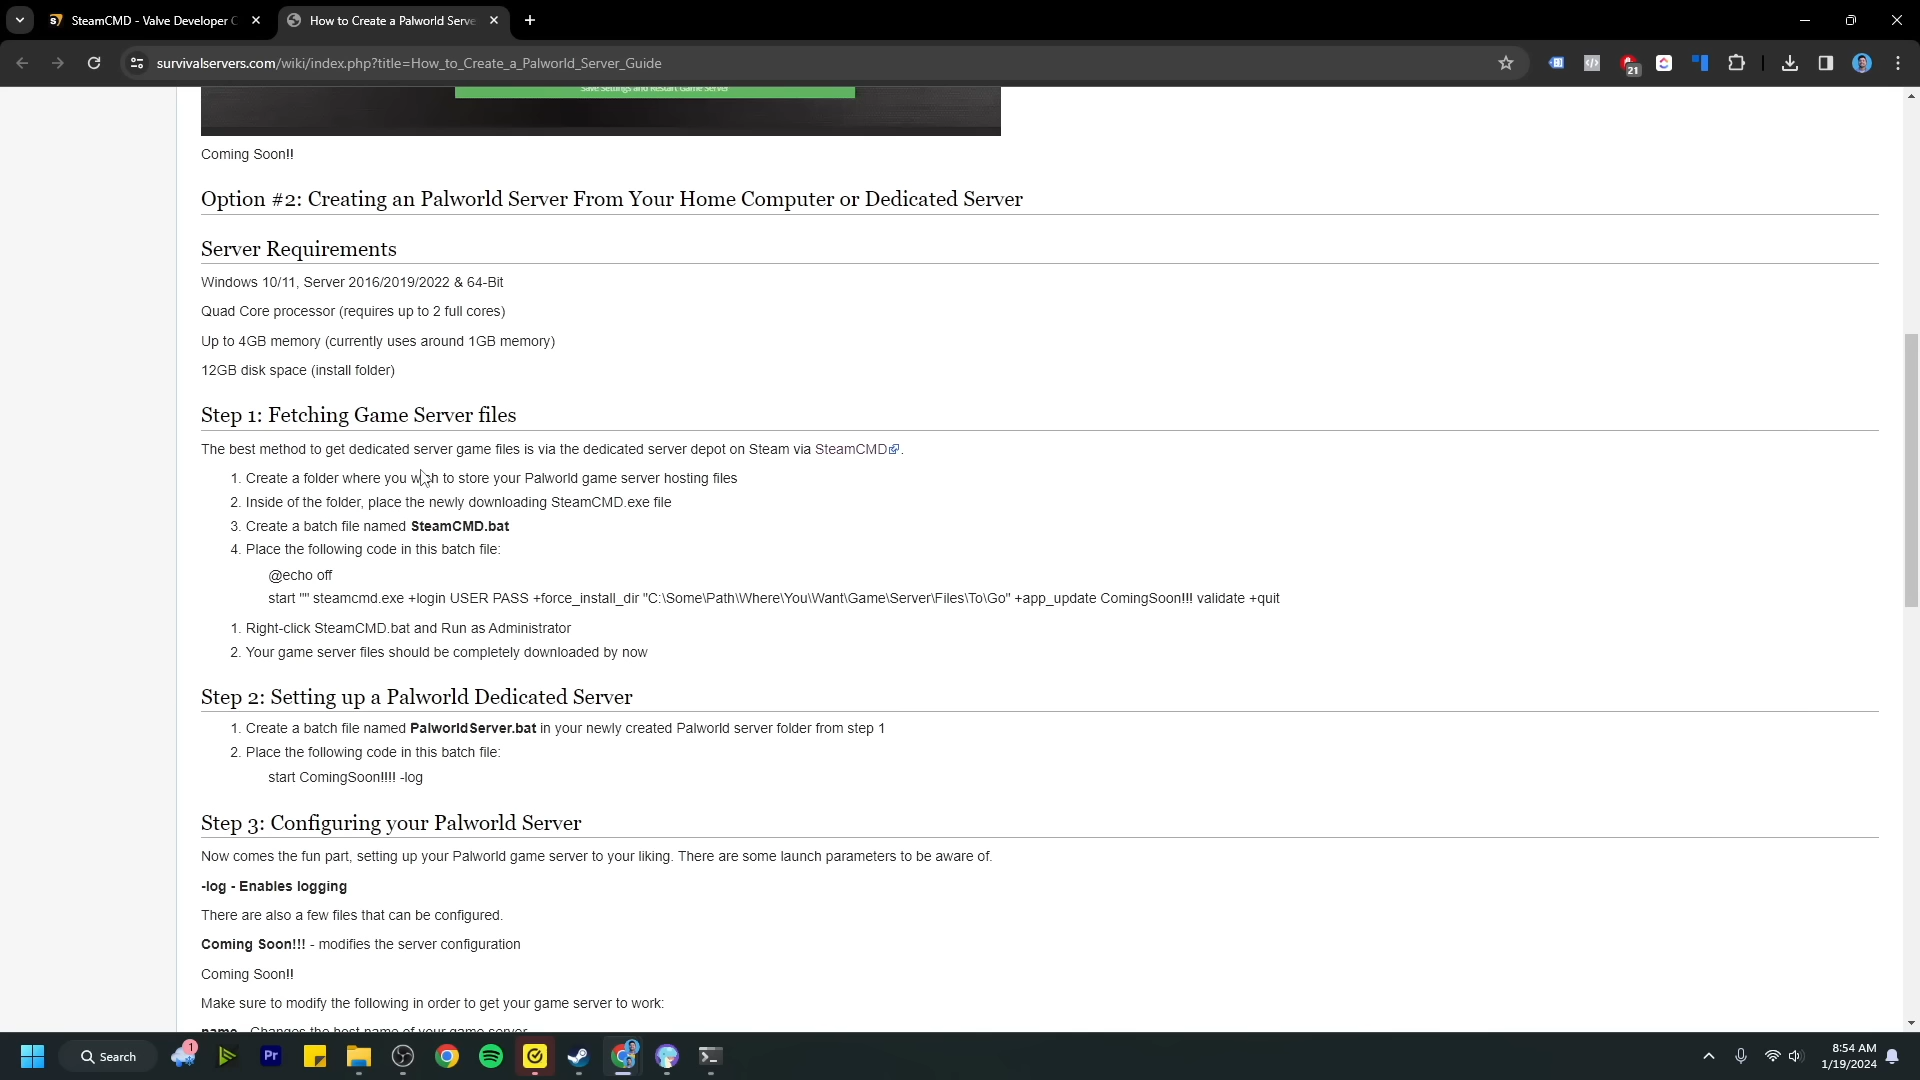 SteamCMD - Valve Developer C
How to Create a Palworld Serve
survivalservers.com/wiki/index.php?title=How_to_Create_a_Palworld_Server_Guide
21
Save Settings and Restart Game Server
Coming Soon!!
Option #2: Creating an Palworld Server From Your Home Computer or Dedicated Server
Server Requirements
Windows 10/11, Server 2016/2019/2022 & 64-Bit
Quad Core processor (requires up to 2 full cores)
Up to 4GB memory (currently uses around 1GB memory)
12GB disk space (install folder)
Step 1: Fetching Game Server files
The best method to get dedicated server game files is via the dedicated server depot on Steam via SteamCMD.
1. Create a folder where you wish to store your Palworld game server hosting files
2. Inside of the folder, place the newly downloading SteamCMD.exe file
3. Create a batch file named SteamCMD.bat
4. Place the following code in this batch file:
@echo off
start "" steamcmd.exe +login USER PASS +force_install_dir "C:\Some\Path\Where\You\Want\Game\Server\Files\To\Go" +app_update ComingSoon!!! validate +quit
1. Right-click SteamCMD.bat and Run as Administrator
2. Your game server files should be completely downloaded by now
Step 2: Setting up a Palworld Dedicated Server
1. Create a batch file named PalworldServer.bat in your newly created Palworld server folder from step 1
2. Place the following code in this batch file:
start ComingSoon!!!! -log
Step 3: Configuring your Palworld Server
Now comes the fun part, setting up your Palworld game server to your liking. There are some launch parameters to be aware of.
-log - Enables logging
There are also a few files that can be configured.
Coming Soon!!! - modifies the server configuration
Coming Soon!!
Make sure to modify the following in order to get your game server to work:
name - Changes the host name of your game server
Search
1
Pr
8:54 AM
1/19/2024